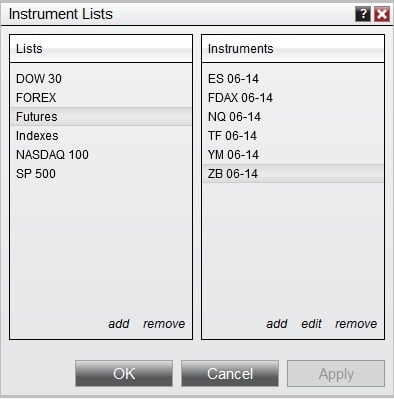 Instrument Lists
?
Lists
DOW 30
FOREX
Futures
Indexes
NASDAQ 100
SP 500
add remove
Instruments
ES 06-14
FDAX 06-14
NQ 06-14
TF 06-14
YM 06-14
ZB 06-14
add edit remove
OK Cancel Apply